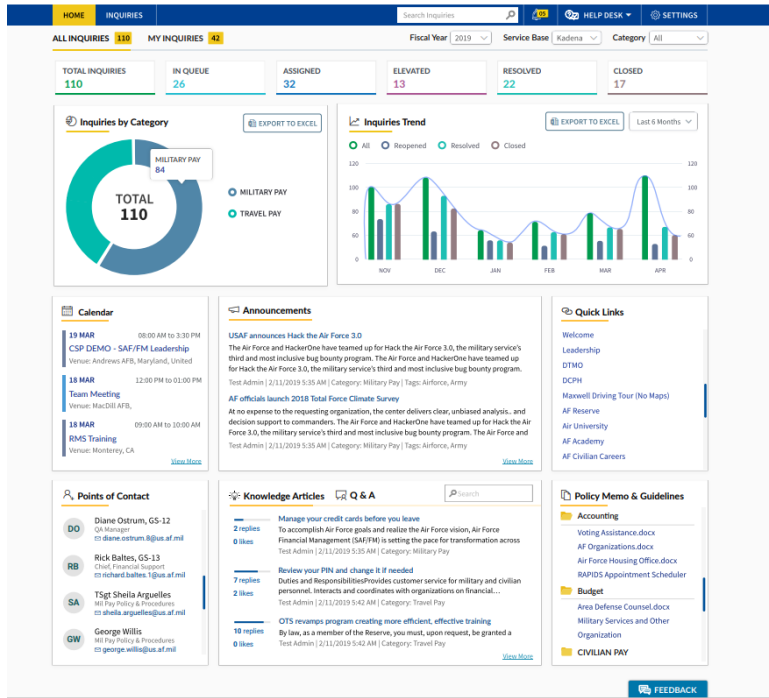 HOME INQUIRIES Search Inquiries 05 HELP DESK SETTINGS
ALL INQUIRIES 110 MY INQUIRIES 42 Fiscal Year 2019 Service Base Kadena Category All
TOTAL INQUIRIES IN QUEUE ASSIGNED ELEVATED RESOLVED CLOSED
110 26 32 13 22 17
Inquiries by Category EXPORT TO EXCEL
MILITARY PAY
84
TOTAL
110
MILITARY PAY
TRAVEL PAY
Inquiries Trend EXPORT TO EXCEL Last 6 Months
All Reopened Resolved Closed
120 120
100 100
80 80
60 60
0 0
NOV DEC JAN FEB MAR APR
Calendar
19 MAR 08:00 AM to 3:30 PM
CSP DEMO - SAF/FM Leadership
Venue: Andrews AFB, Maryland, United
18 MAR 12:00 PM to 01:00 PM
Team Meeting
Venue: MacDill AFB,
18 MAR 09:00 AM to 10:00 AM
RMS Training
Venue: Monterey, CA
View More
Announcements
USAF announces Hack the Air Force 3.0
The Air Force and HackerOne have teamed up for Hack the Air Force 3.0, the military service's
third and most inclusive bug bounty program. The Air Force and HackerOne have teamed up
for Hack the Air Force 3.0, the military service's third and most inclusive bug bounty program.
Test Admin | 2/11/2019 5:35 AM | Category: Military Pay | Tags: Airforce, Army
AF officials launch 2018 Total Force Climate Survey
At no expense to the requesting organization, the center delivers clear, unbiased analysis.. and
decision support to commanders. The Air Force and HackerOne have teamed up for Hack the Air
Force 3.0, the military service's third and most inclusive bug bounty program. The Air Force and
Test Admin | 2/11/2019 5:35 AM | Category: Military Pay | Tags: Airforce, Army
View More
Quick Links
Welcome
Leadership
DTMO
DCPH
Maxwell Driving Tour (No Maps)
AF Reserve
Air University
AF Academy
AF Civilian Careers
Points of Contact
DO Diane Ostrum, GS-12
QA Manager
diane.ostrum.8@us.af.mil
RB Rick Baltes, GS-13
Chief, Financial Support
richard.baltes.1@us.af.mil
SA TSgt Sheila Arguelles
Mil Pay Policy & Procedures
sheila.arguelles@us.af.mil
GW George Willis
Mil Pay Policy & Procedures
george.willis@us.af.mil
Knowledge Articles Q & A Search
Manage your credit cards before you leave
2 replies To accomplish Air Force goals and realize the Air Force vision, Air Force
0 likes Financial Management (SAF/FM) is setting the pace for transformation across
Test Admin | 2/11/2019 5:35 AM | Category: Military Pay
Review your PIN and change it if needed
7 replies Duties and ResponsibilitiesProvides customer service for military and civilian
2 likes personnel. Interacts and coordinates with organizations on financial...
Test Admin | 2/11/2019 5:42 AM | Category: Travel Pay
OTS revamps program creating more efficient, effective training
10 replies By law, as a member of the Reserve, you must, upon request, be granted a
0 likes Test Admin | 2/11/2019 5:42 AM | Category: Travel Pay
View More
Policy Memo & Guidelines
Accounting
Voting Assistance.docx
AF Organizations.docx
Air Force Housing Office.docx
RAPIDS Appointment Scheduler
Budget
Area Defense Counsel.docx
Military Services and Other
Organization
CIVILIAN PAY
FEEDBACK